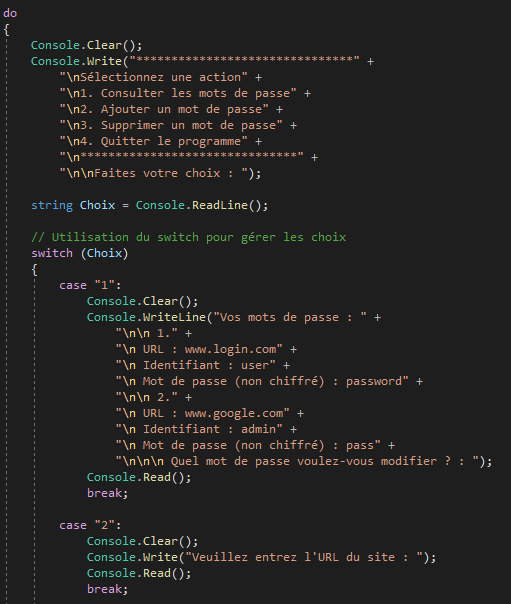 do
{
Console.Clear();
Console.Write("*******************************" +
"\nSélectionnez une action" +
"\n1. Consulter les mots de passe" +
"\n2. Ajouter un mot de passe" +
"\n3. Supprimer un mot de passe" +
"\n4. Quitter le programme" +
"\n*******************************" +
"\n\nFaites votre choix : ");
string Choix = Console.ReadLine();
// Utilisation du switch pour gérer les choix
switch (Choix)
{
case "1":
Console.Clear();
Console.WriteLine("Vos mots de passe : " +
"\n\n 1." +
"\n URL : www.login.com" +
"\n Identifiant : user" +
"\n Mot de passe (non chiffré) : password" +
"\n\n 2." +
"\n URL : www.google.com" +
"\n Identifiant : admin" +
"\n Mot de passe (non chiffré) : pass" +
"\n\n\n Quel mot de passe voulez-vous modifier ? : ");
Console.Read();
break;
case "2":
Console.Clear();
Console.Write("Veuillez entrez l'URL du site : ");
Console.Read();
break;